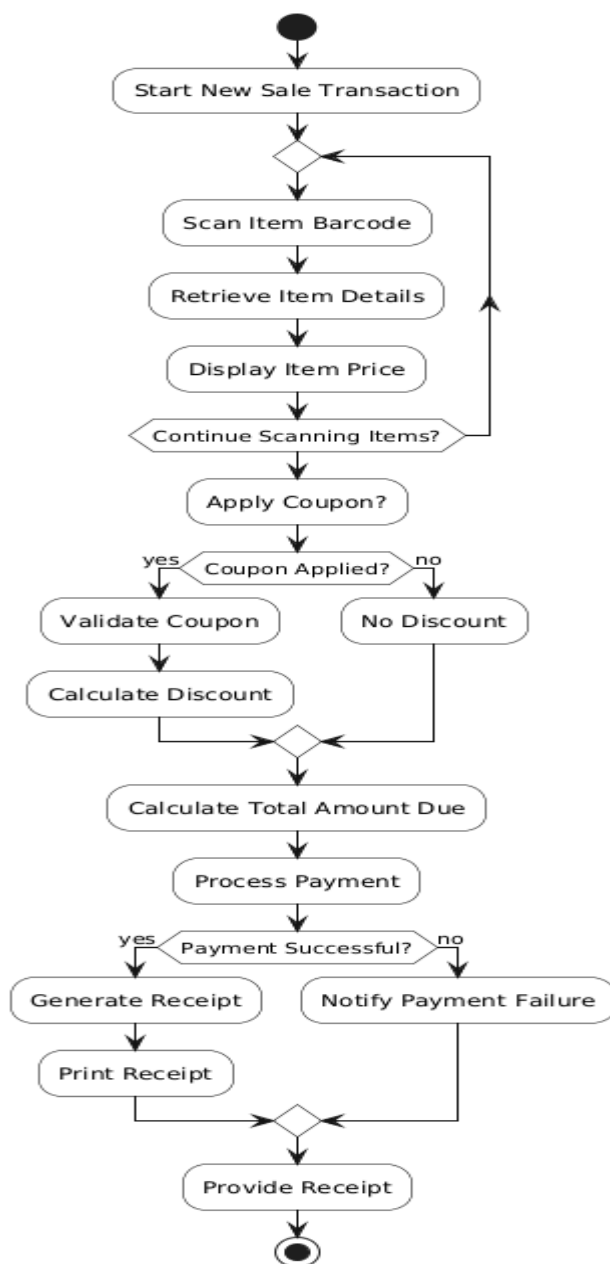 Start New Sale Transaction
Scan Item Barcode
Retrieve Item Details
Display Item Price
Continue Scanning Items?
Apply Coupon?
yes
Coupon Applied?
no
Validate Coupon
No Discount
Calculate Discount
Calculate Total Amount Due
Process Payment
yes
Payment Successful?
no
Generate Receipt
Notify Payment Failure
Print Receipt
Provide Receipt